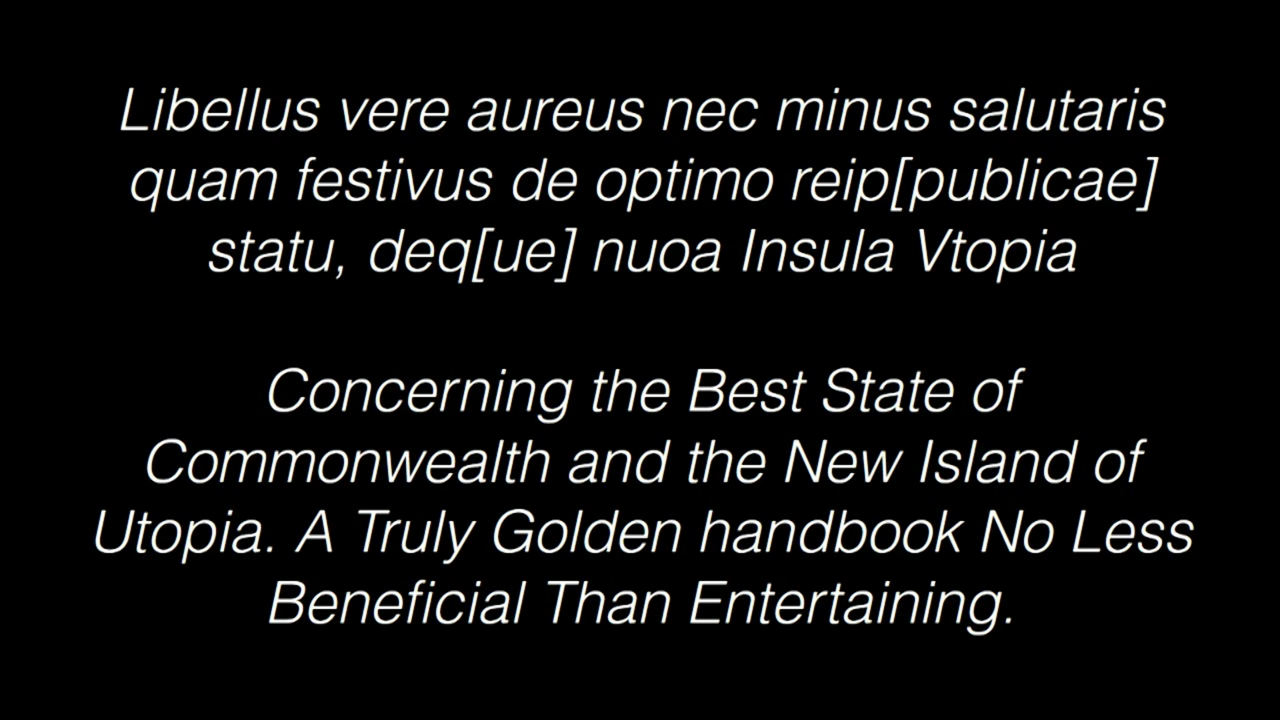 Libellus vere aureus nec minus salutaris
quam festivus de optimo reip[publicae]
statu, deq[ue] nuoa Insula Vtopia
Concerning the Best State of
Commonwealth and the New Island of
Utopia. A Truly Golden handbook No Less
Beneficial Than Entertaining.